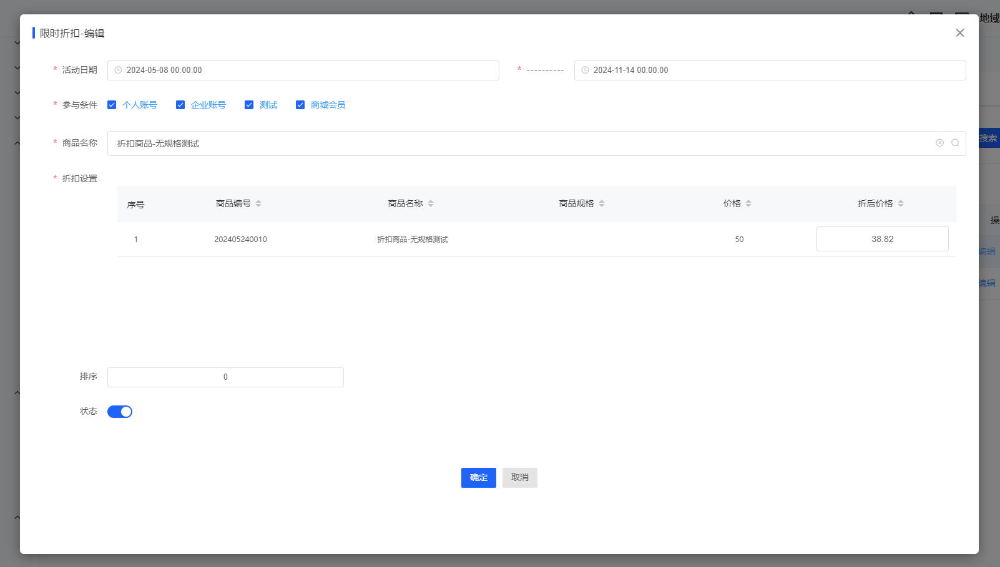 地域
限时折扣-编辑
* 活动日期 2024-05-08 00:00:00 * ---------- 2024-11-14 00:00:00
* 参与条件 个人账号 企业账号 测试 商城会员
* 商品名称 折扣商品-无规格测试
搜索
* 折扣设置
序号 商品编号 商品名称 商品规格 价格 折后价格
1 202405240010 折扣商品-无规格测试 50 38.82
编辑
编辑
排序 0
状态
确定 取消